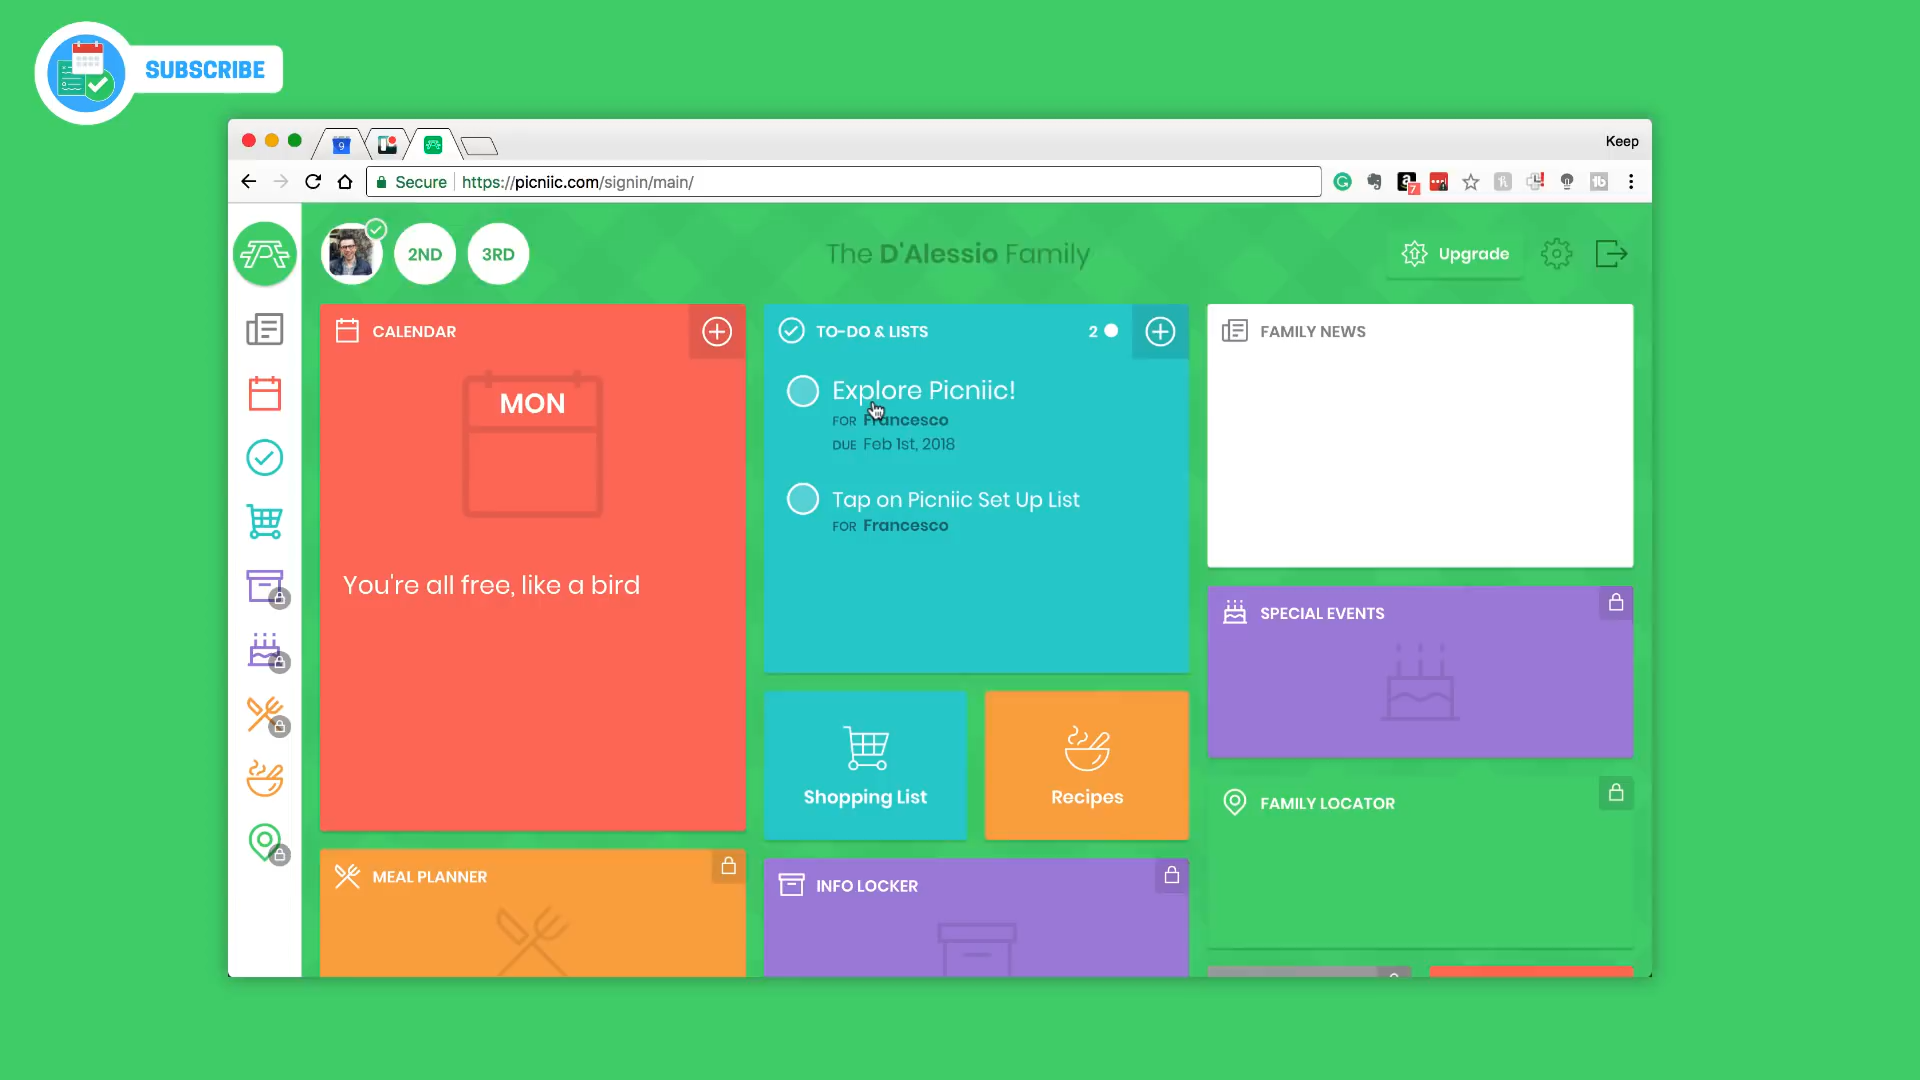 SUBSCRIBE
9
Keep
Secure
https://picniic.com/signin/main/
7
2ND
3RD
The D'Alessio Family
Upgrade
CALENDAR
MON
You're all free, like a bird
TO-DO & LISTS
2
Explore Picniic!
FOR Francesco
DUE Feb 1st, 2018
Tap on Picniic Set Up List
FOR Francesco
Shopping List
Recipes
FAMILY NEWS
SPECIAL EVENTS
FAMILY LOCATOR
MEAL PLANNER
INFO LOCKER